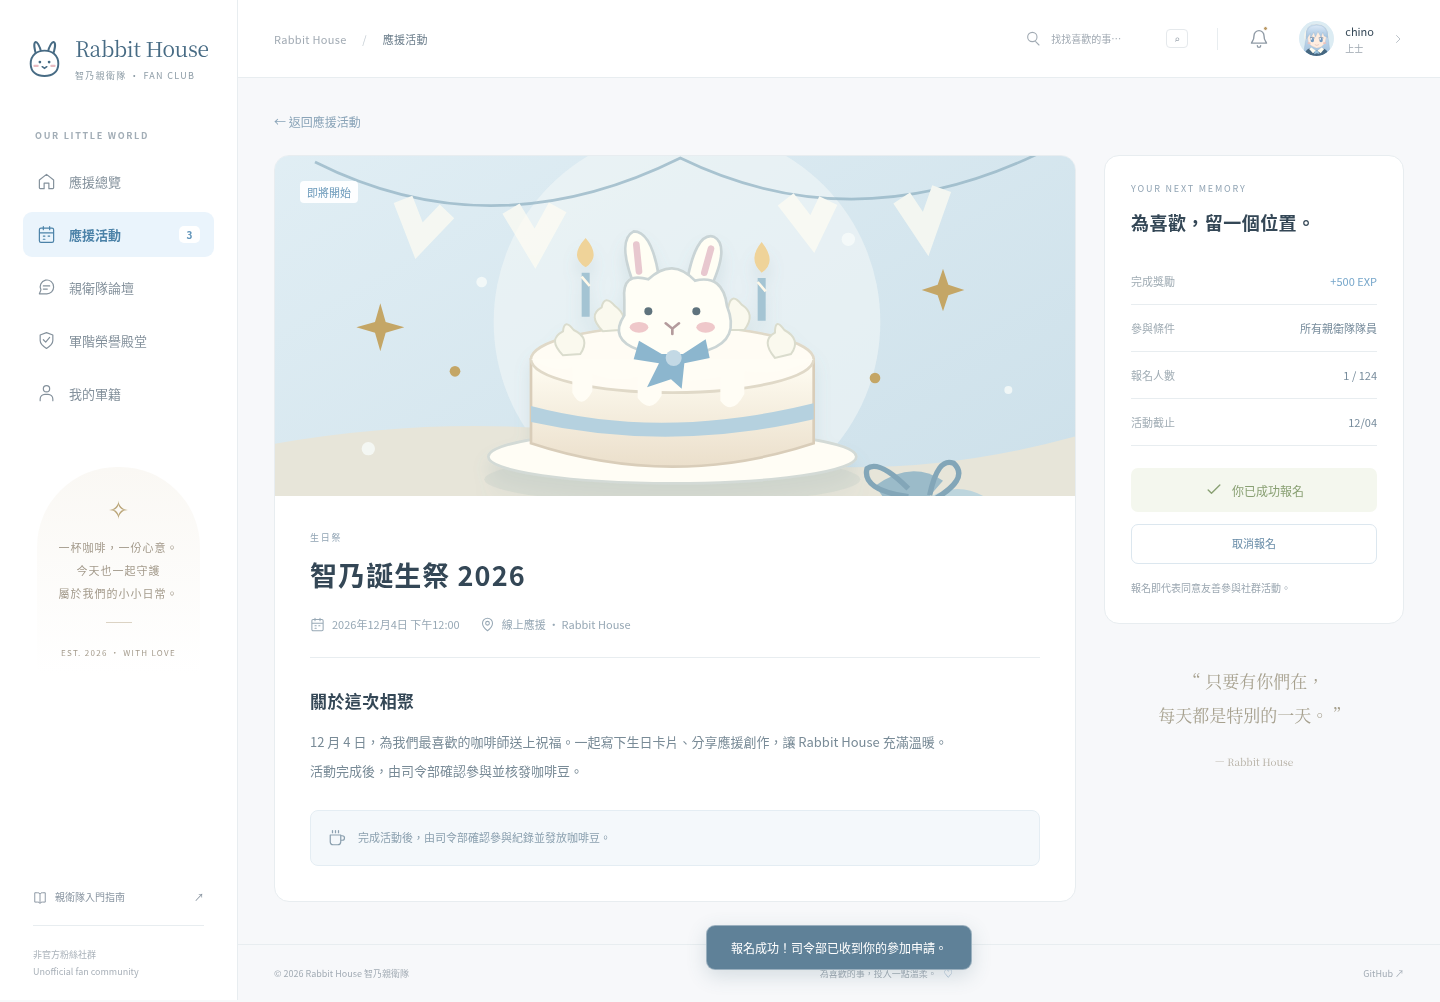 Rabbit House
智乃親衛隊 · FAN CLUB
OUR LITTLE WORLD
應援總覽
應援活動 3
親衛隊論壇
軍階榮譽殿堂
我的軍籍
一杯咖啡，一份心意。
今天也一起守護
屬於我們的小小日常。
EST. 2026 · WITH LOVE
親衛隊入門指南 ↗
非官方粉絲社群
Unofficial fan community
Rabbit House / 應援活動
找找喜歡的事…
chino
上士
← 返回應援活動
即將開始
生日祭
智乃誕生祭 2026
2026年12月4日 下午12:00 線上應援 · Rabbit House
關於這次相聚
12 月 4 日，為我們最喜歡的咖啡師送上祝福。一起寫下生日卡片、分享應援創作，讓 Rabbit House 充滿溫暖。
活動完成後，由司令部確認參與並核發咖啡豆。
完成活動後，由司令部確認參與紀錄並發放咖啡豆。
YOUR NEXT MEMORY
為喜歡，留一個位置。
完成獎勵 +500 EXP
參與條件 所有親衛隊隊員
報名人數 1 / 124
活動截止 12/04
你已成功報名
取消報名
報名即代表同意友善參與社群活動。
“ 只要有你們在，
每天都是特別的一天。 ”
— Rabbit House
報名成功！司令部已收到你的參加申請。
© 2026 Rabbit House 智乃親衛隊
為喜歡的事，投入一點溫柔。 ♡
GitHub ↗